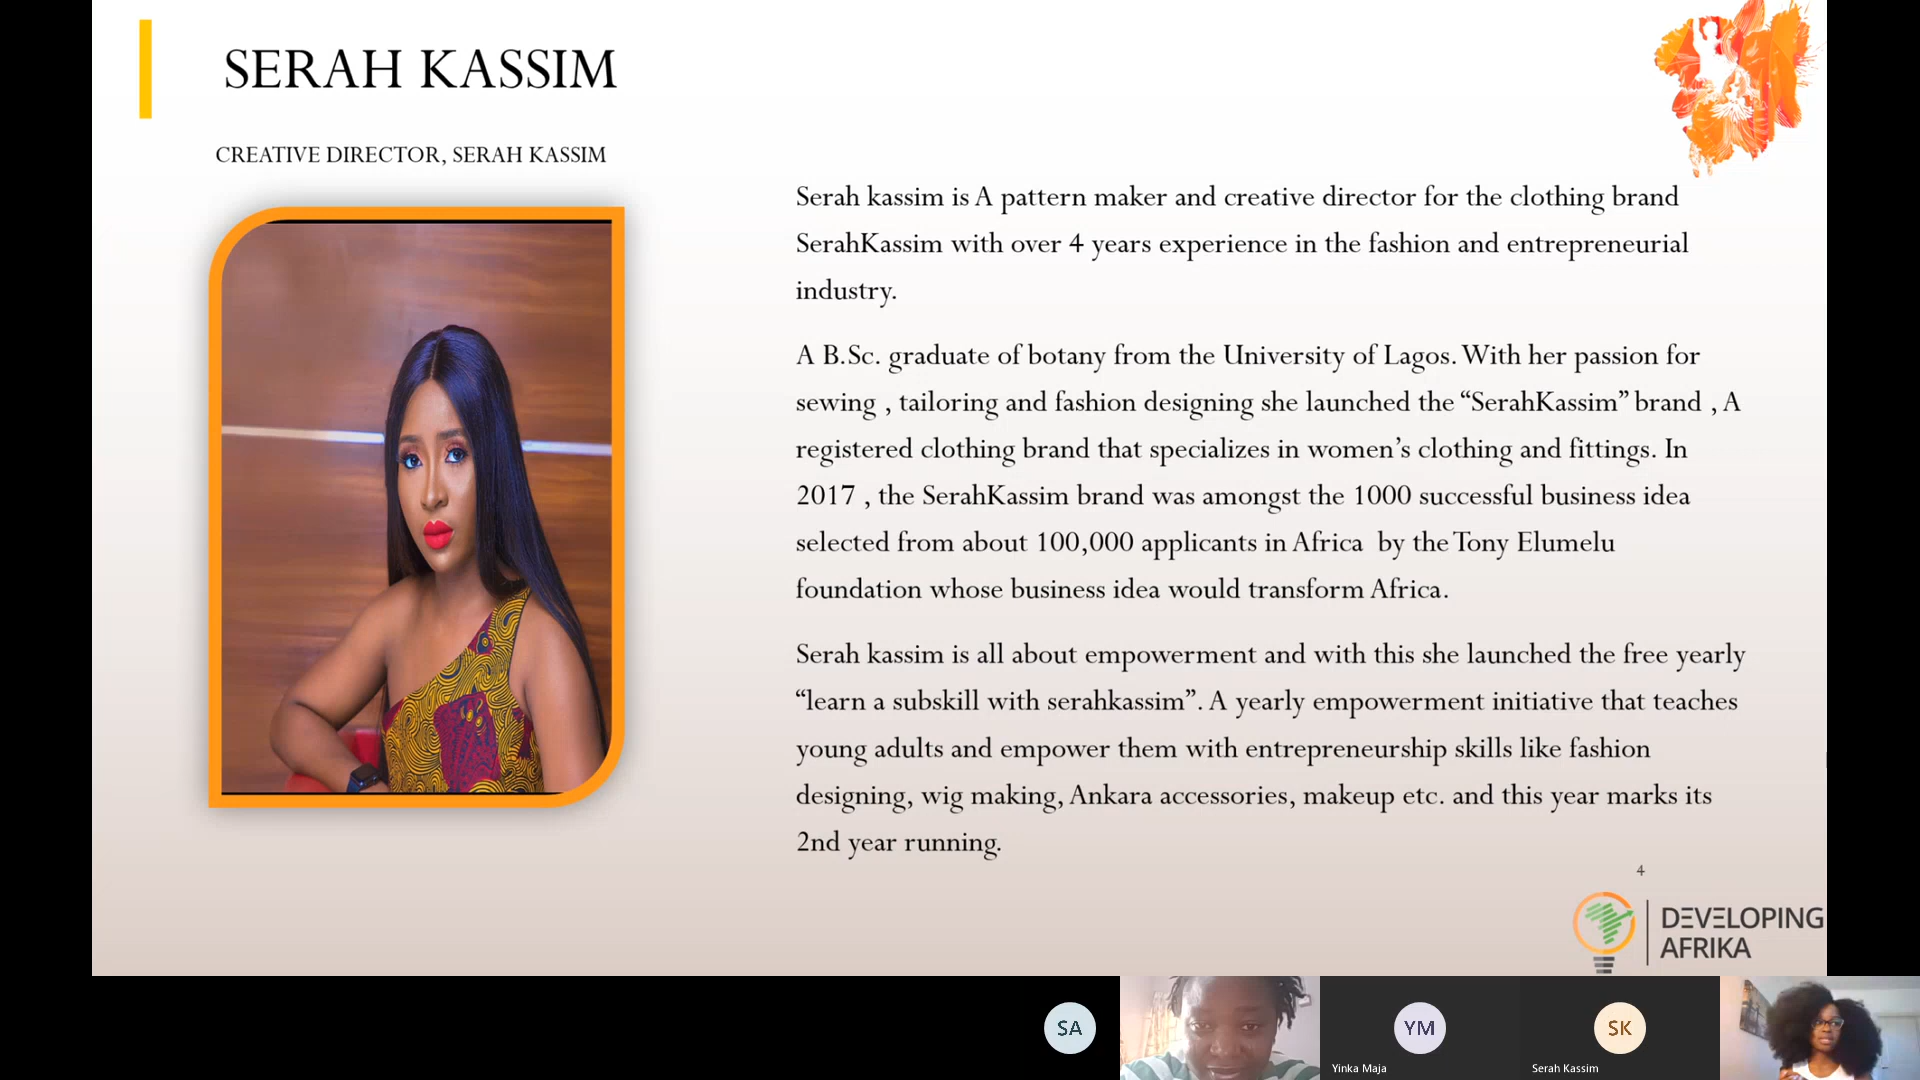 SERAH KASSIM
CREATIVE DIRECTOR, SERAH KASSIM
Serah kassim is A pattern maker and creative director for the clothing brand
SerahKassim with over 4 years experience in the fashion and entrepreneurial
industry.
A B.Sc. graduate of botany from the University of Lagos. With her passion for
sewing , tailoring and fashion designing she launched the “SerahKassim” brand , A
registered clothing brand that specializes in women’s clothing and fittings. In
2017 , the SerahKassim brand was amongst the 1000 successful business idea
selected from about 100,000 applicants in Africa by the Tony Elumelu
foundation whose business idea would transform Africa.
Serah kassim is all about empowerment and with this she launched the free yearly
“learn a subskill with serahkassim”. A yearly empowerment initiative that teaches
young adults and empower them with entrepreneurship skills like fashion
designing, wig making, Ankara accessories, makeup etc. and this year marks its
2nd year running.
4
DEVELOPING
AFRIKA
SA
YM
SK
Yinka Maja
Serah Kassim